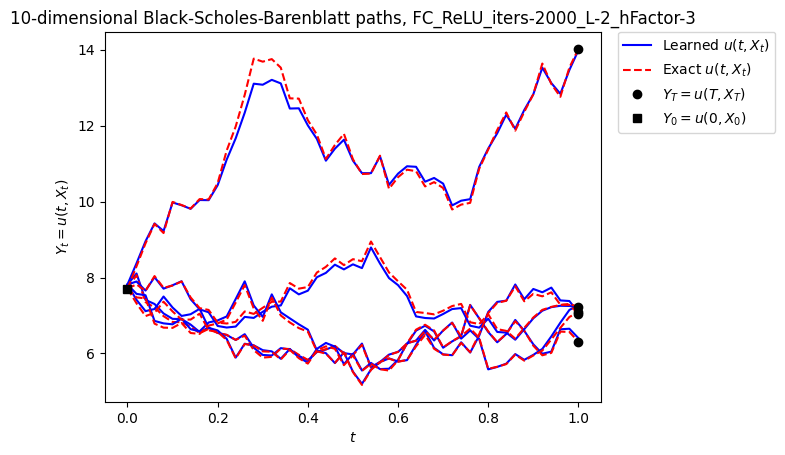 10-dimensional Black-Scholes-Barenblatt paths, FC_ReLU_iters-2000_L-2_hFactor-3
14
12
10
8
6
Y_t = u(t, X_t)
0.0 0.2 0.4 0.6 0.8 1.0
t
Learned u(t, X_t)
Exact u(t, X_t)
Y_T = u(T, X_T)
Y_0 = u(0, X_0)